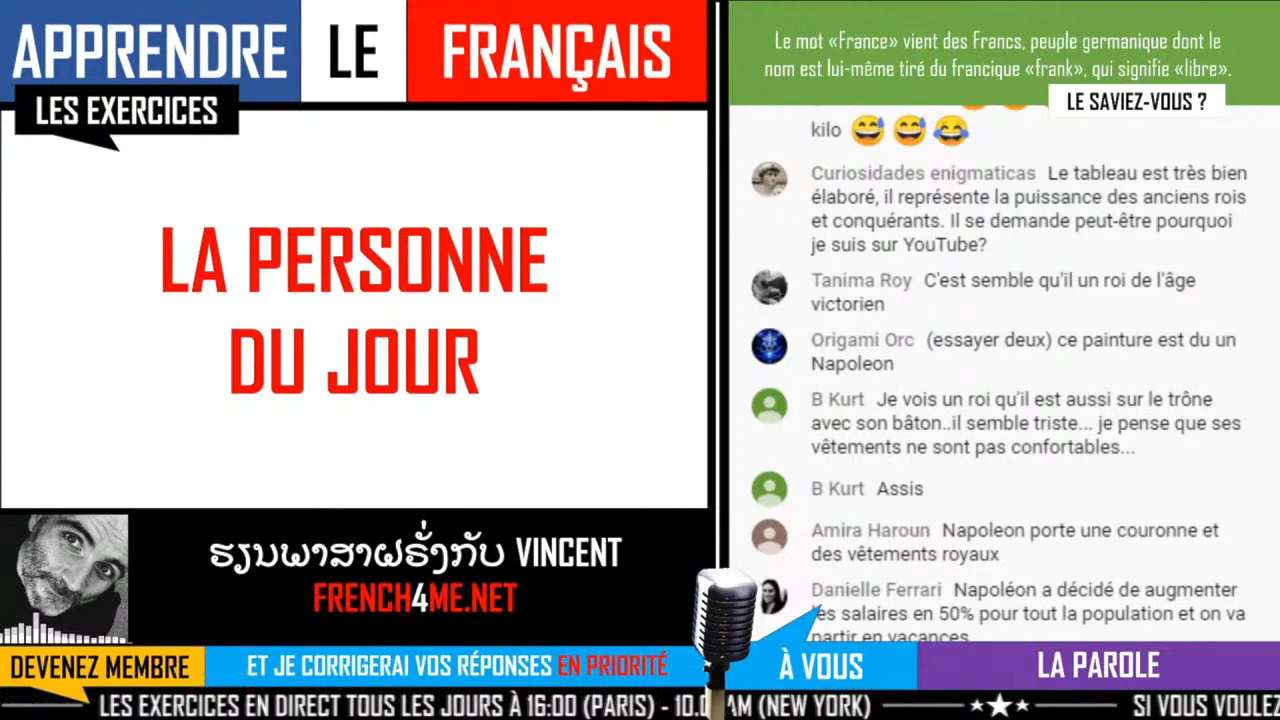 APPRENDRE LE FRANÇAIS
LES EXERCICES
LA PERSONNE
DU JOUR
ຮຽນພາສາຝຣັ່ງກັບ VINCENT
FRENCH4ME.NET
DEVENEZ MEMBRE
ET JE CORRIGERAI VOS RÉPONSES EN PRIORITÉ
Le mot «France» vient des Francs, peuple germanique dont le
nom est lui-même tiré du francique «frank», qui signifie «libre».
LE SAVIEZ-VOUS ?
kilo 😅 😅 😂
Curiosidades enigmaticas Le tableau est très bien
élaboré, il représente la puissance des anciens rois
et conquérants. Il se demande peut-être pourquoi
je suis sur YouTube?
Tanima Roy C'est semble qu'il un roi de l'âge
victorien
Origami Orc (essayer deux) ce painture est du un
Napoleon
B Kurt Je vois un roi qu'il est aussi sur le trône
avec son bâton..il semble triste... je pense que ses
vêtements ne sont pas confortables...
B Kurt Assis
Amira Haroun Napoleon porte une couronne et
des vêtements royaux
Danielle Ferrari Napoléon a décidé de augmenter
les salaires en 50% pour tout la population et on va
partir en vacances
À VOUS
LA PAROLE
LES EXERCICES EN DIRECT TOUS LES JOURS À 16:00 (PARIS) - AM (NEW YORK) SI VOUS